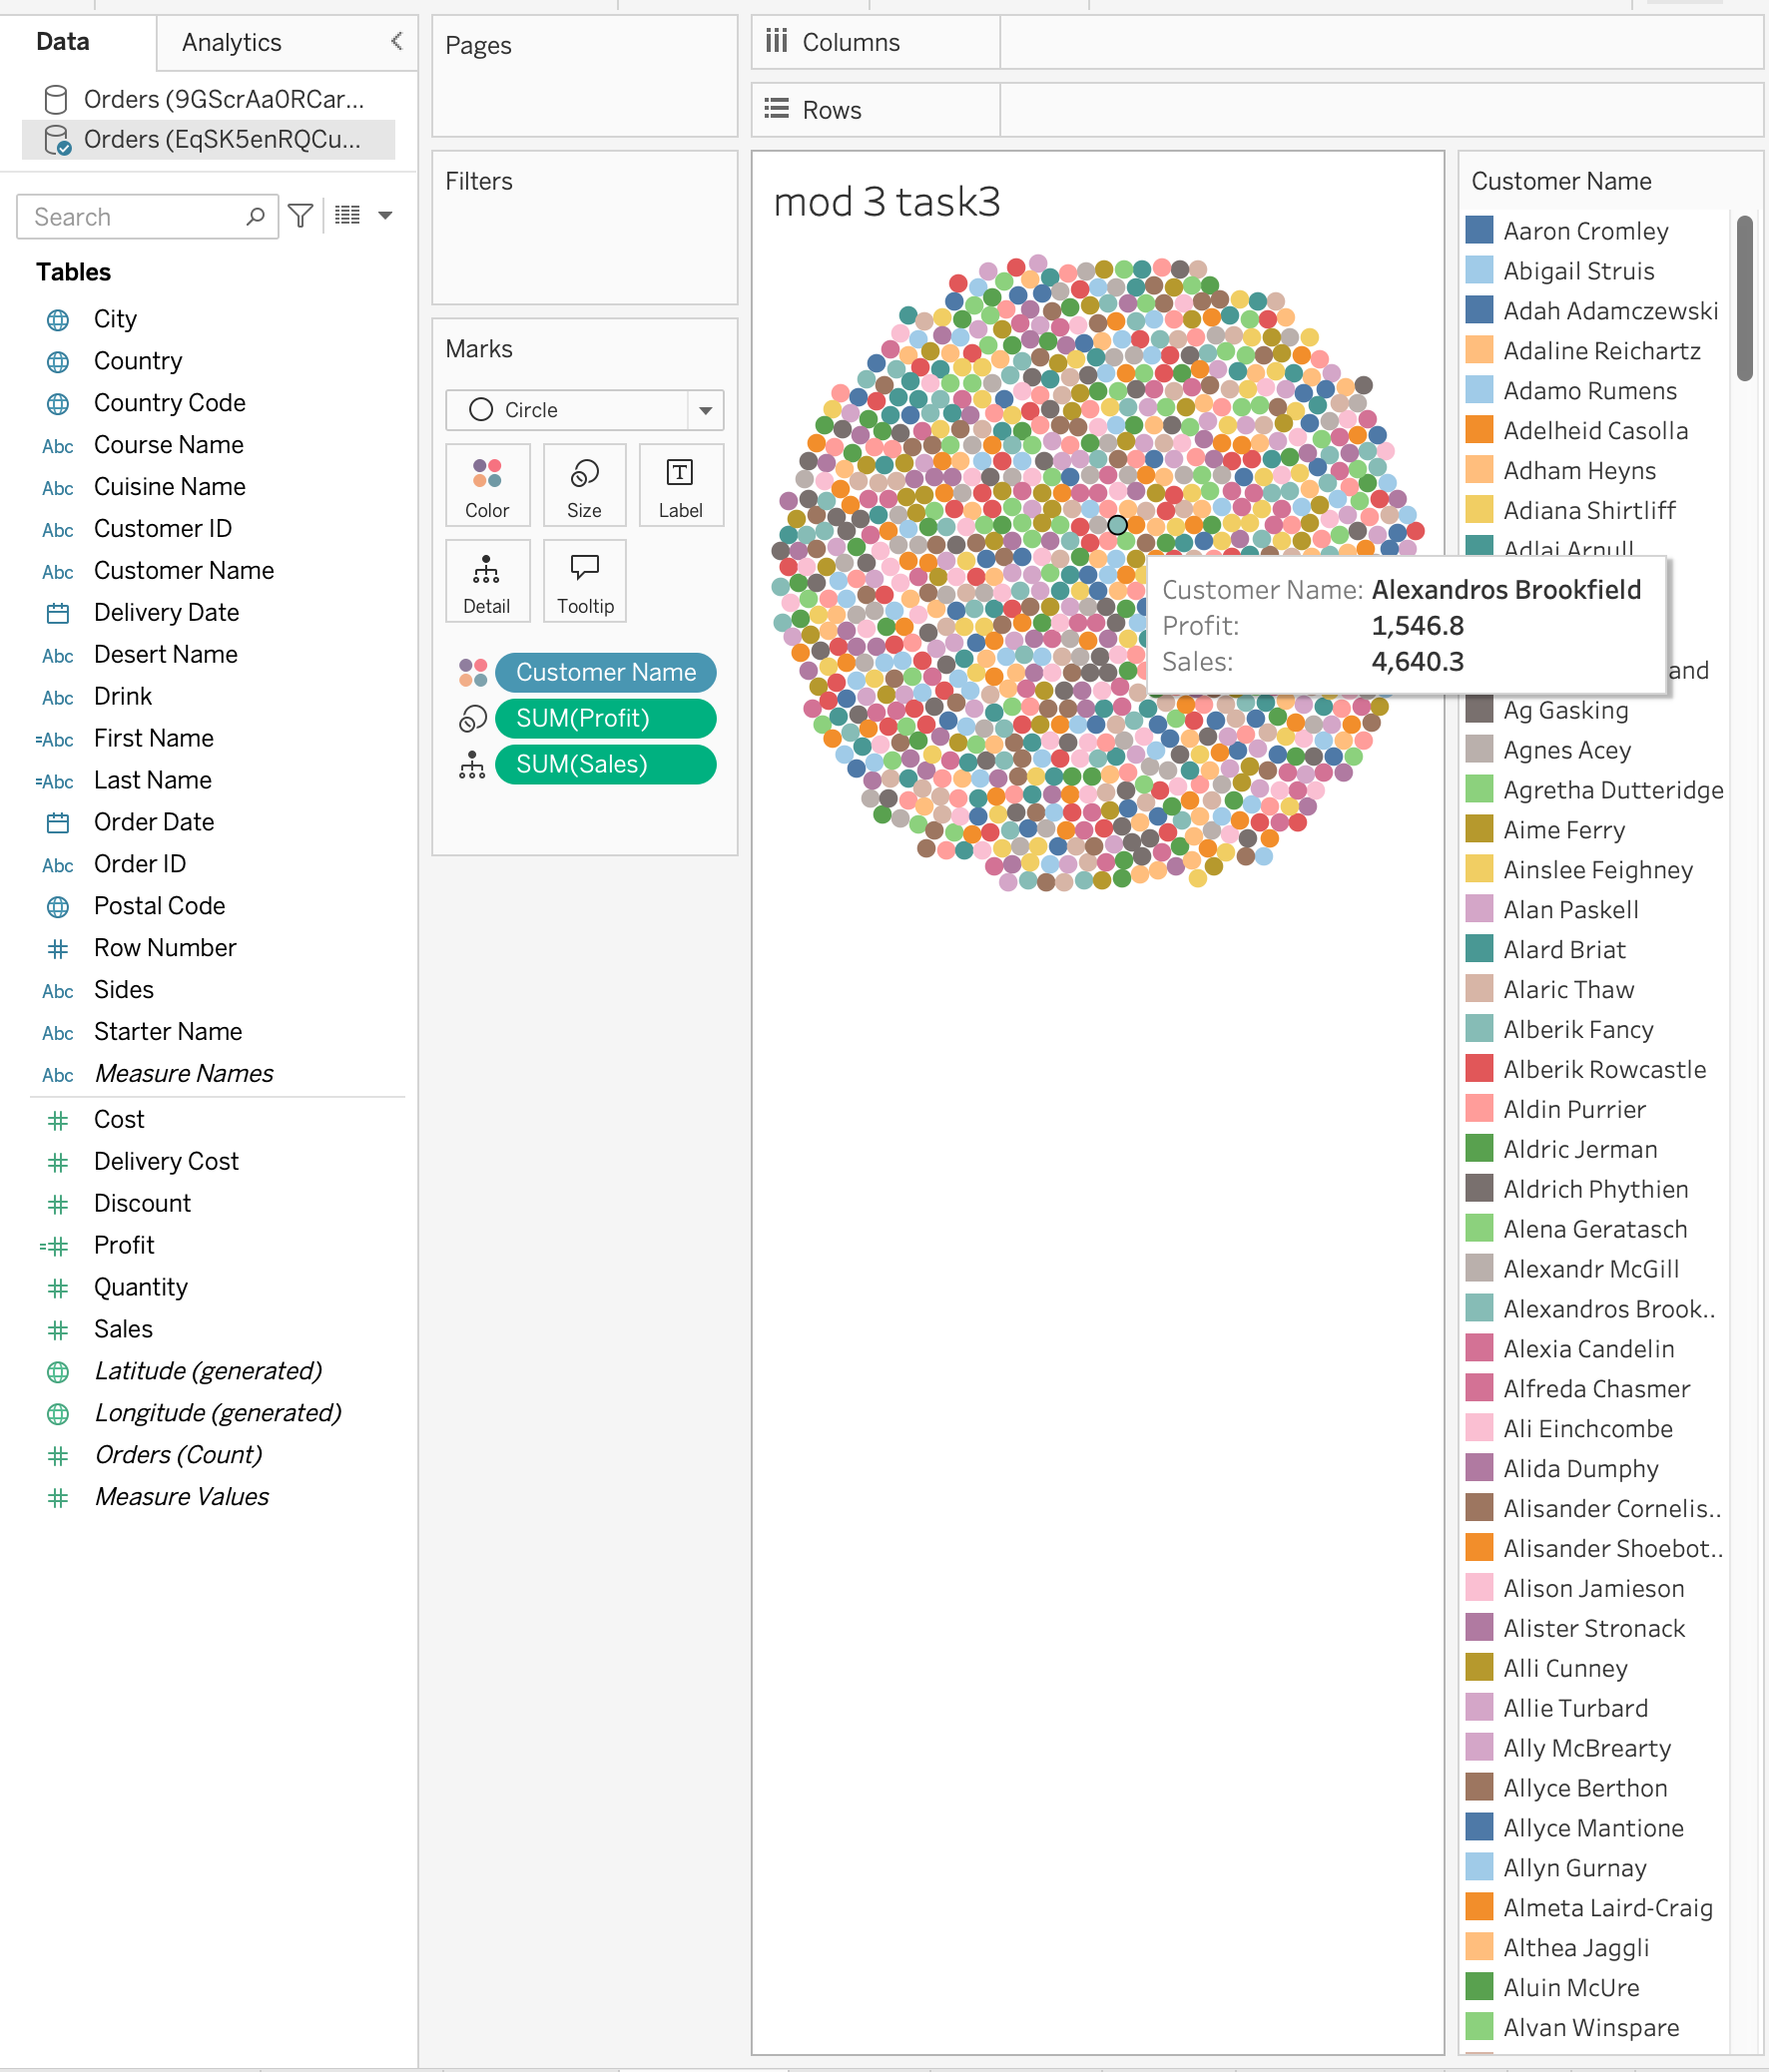 Data
Analytics
Orders (9GScrAa0RCar...
Orders (EqSK5enRQCu...
Search
Tables
City
Country
Country Code
Abc Course Name
Abc Cuisine Name
Abc Customer ID
Abc Customer Name
Delivery Date
Abc Desert Name
Abc Drink
=Abc First Name
=Abc Last Name
Order Date
Abc Order ID
Postal Code
# Row Number
Abc Sides
Abc Starter Name
Abc Measure Names
# Cost
# Delivery Cost
# Discount
=# Profit
# Quantity
# Sales
Latitude (generated)
Longitude (generated)
# Orders (Count)
# Measure Values
Pages
Filters
Marks
Circle
Color Size Label
Detail Tooltip
Customer Name
SUM(Profit)
SUM(Sales)
Columns
Rows
mod 3 task3
Customer Name: Alexandros Brookfield
Profit: 1,546.8
Sales: 4,640.3
Customer Name
Aaron Cromley
Abigail Struis
Adah Adamczewski
Adaline Reichartz
Adamo Rumens
Adelheid Casolla
Adham Heyns
Adiana Shirtliff
Adlai Arnull
and
Ag Gasking
Agnes Acey
Agretha Dutteridge
Aime Ferry
Ainslee Feighney
Alan Paskell
Alard Briat
Alaric Thaw
Alberik Fancy
Alberik Rowcastle
Aldin Purrier
Aldric Jerman
Aldrich Phythien
Alena Geratasch
Alexandr McGill
Alexandros Brook..
Alexia Candelin
Alfreda Chasmer
Ali Einchcombe
Alida Dumphy
Alisander Cornelis..
Alisander Shoebot..
Alison Jamieson
Alister Stronack
Alli Cunney
Allie Turbard
Ally McBrearty
Allyce Berthon
Allyce Mantione
Allyn Gurnay
Almeta Laird-Craig
Althea Jaggli
Aluin McUre
Alvan Winspare